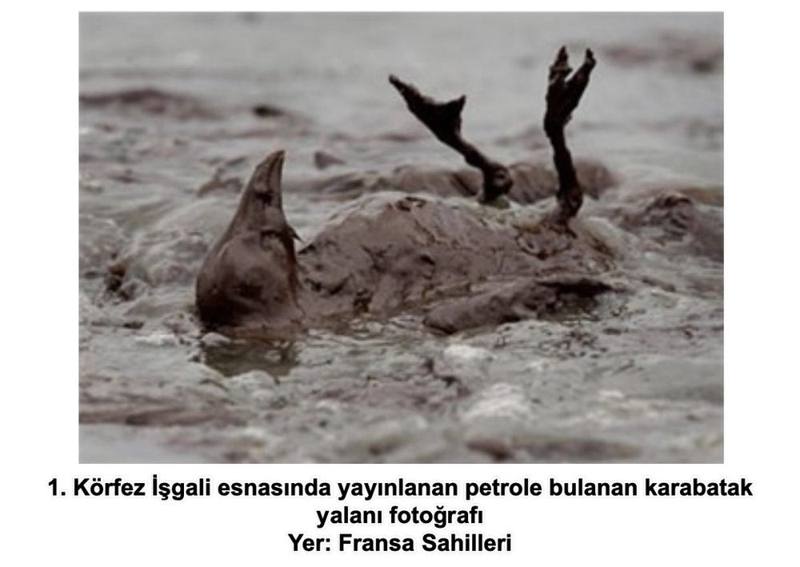 1. Körfez İşgali esnasında yayınlanan petrole bulanan karabatak
yalanı fotoğrafı
Yer: Fransa Sahilleri